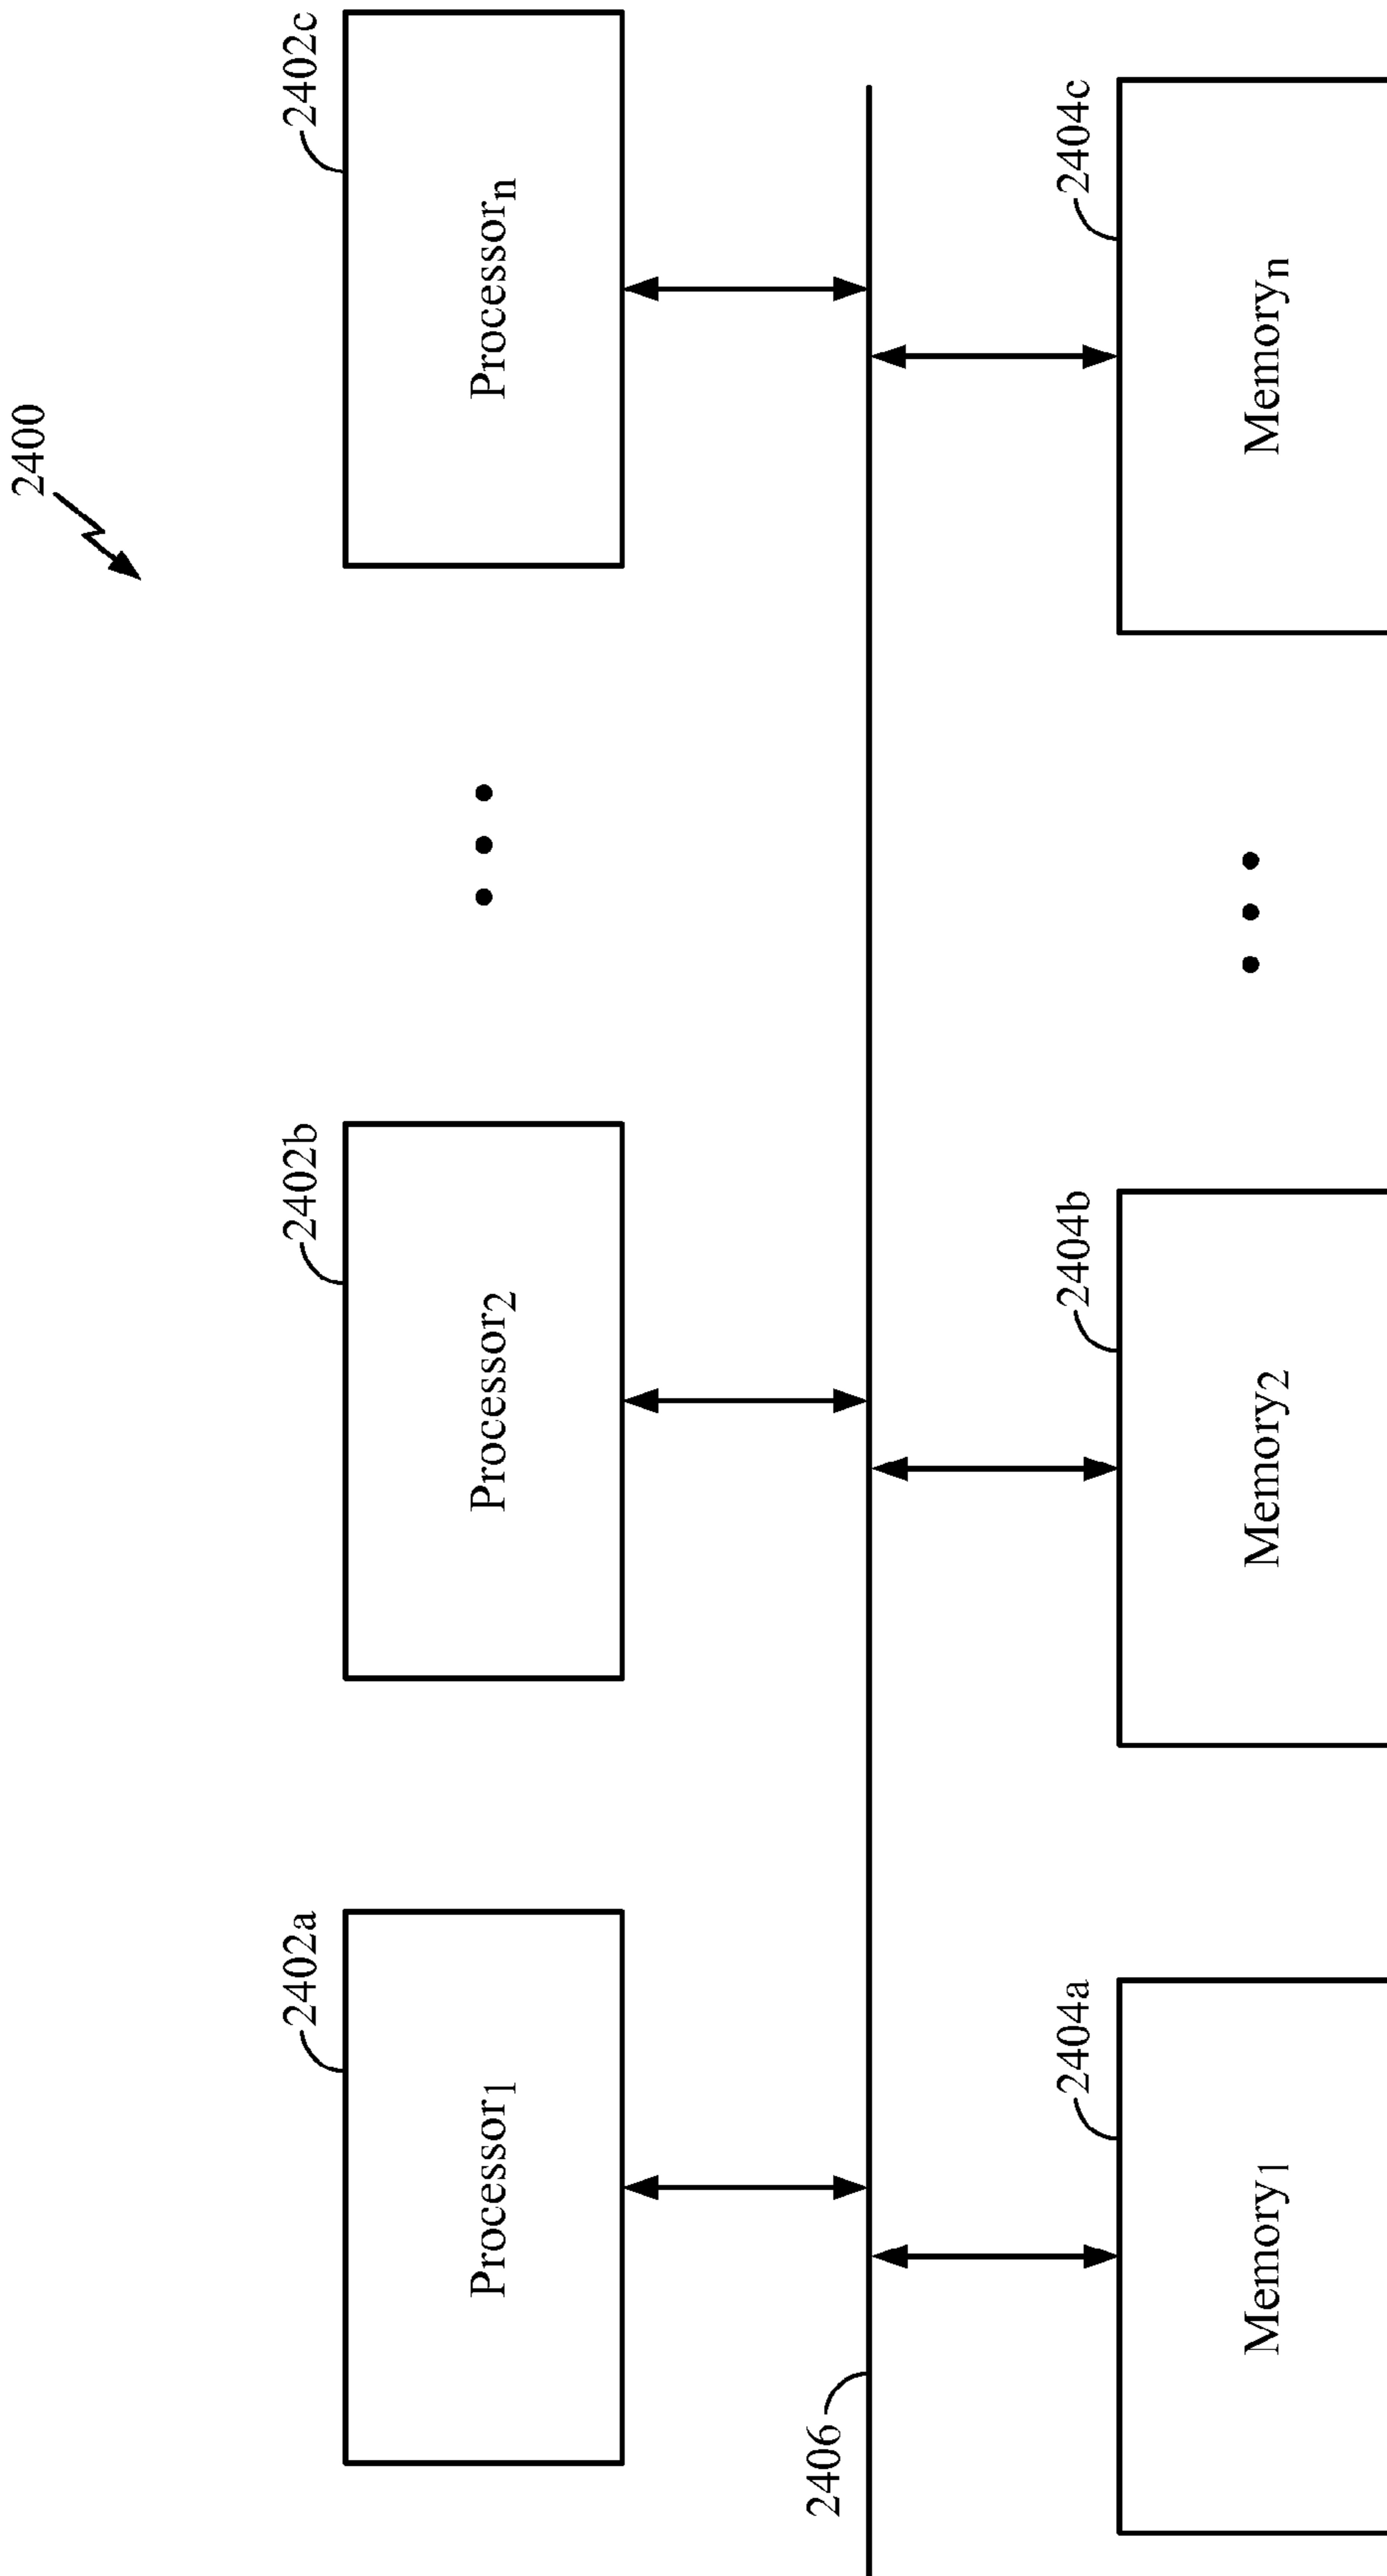 2400
2402a
2402b
2402c
Processor1
Processor2
Processorn
2406
2404a
2404b
2404c
Memory1
Memory2
Memoryn